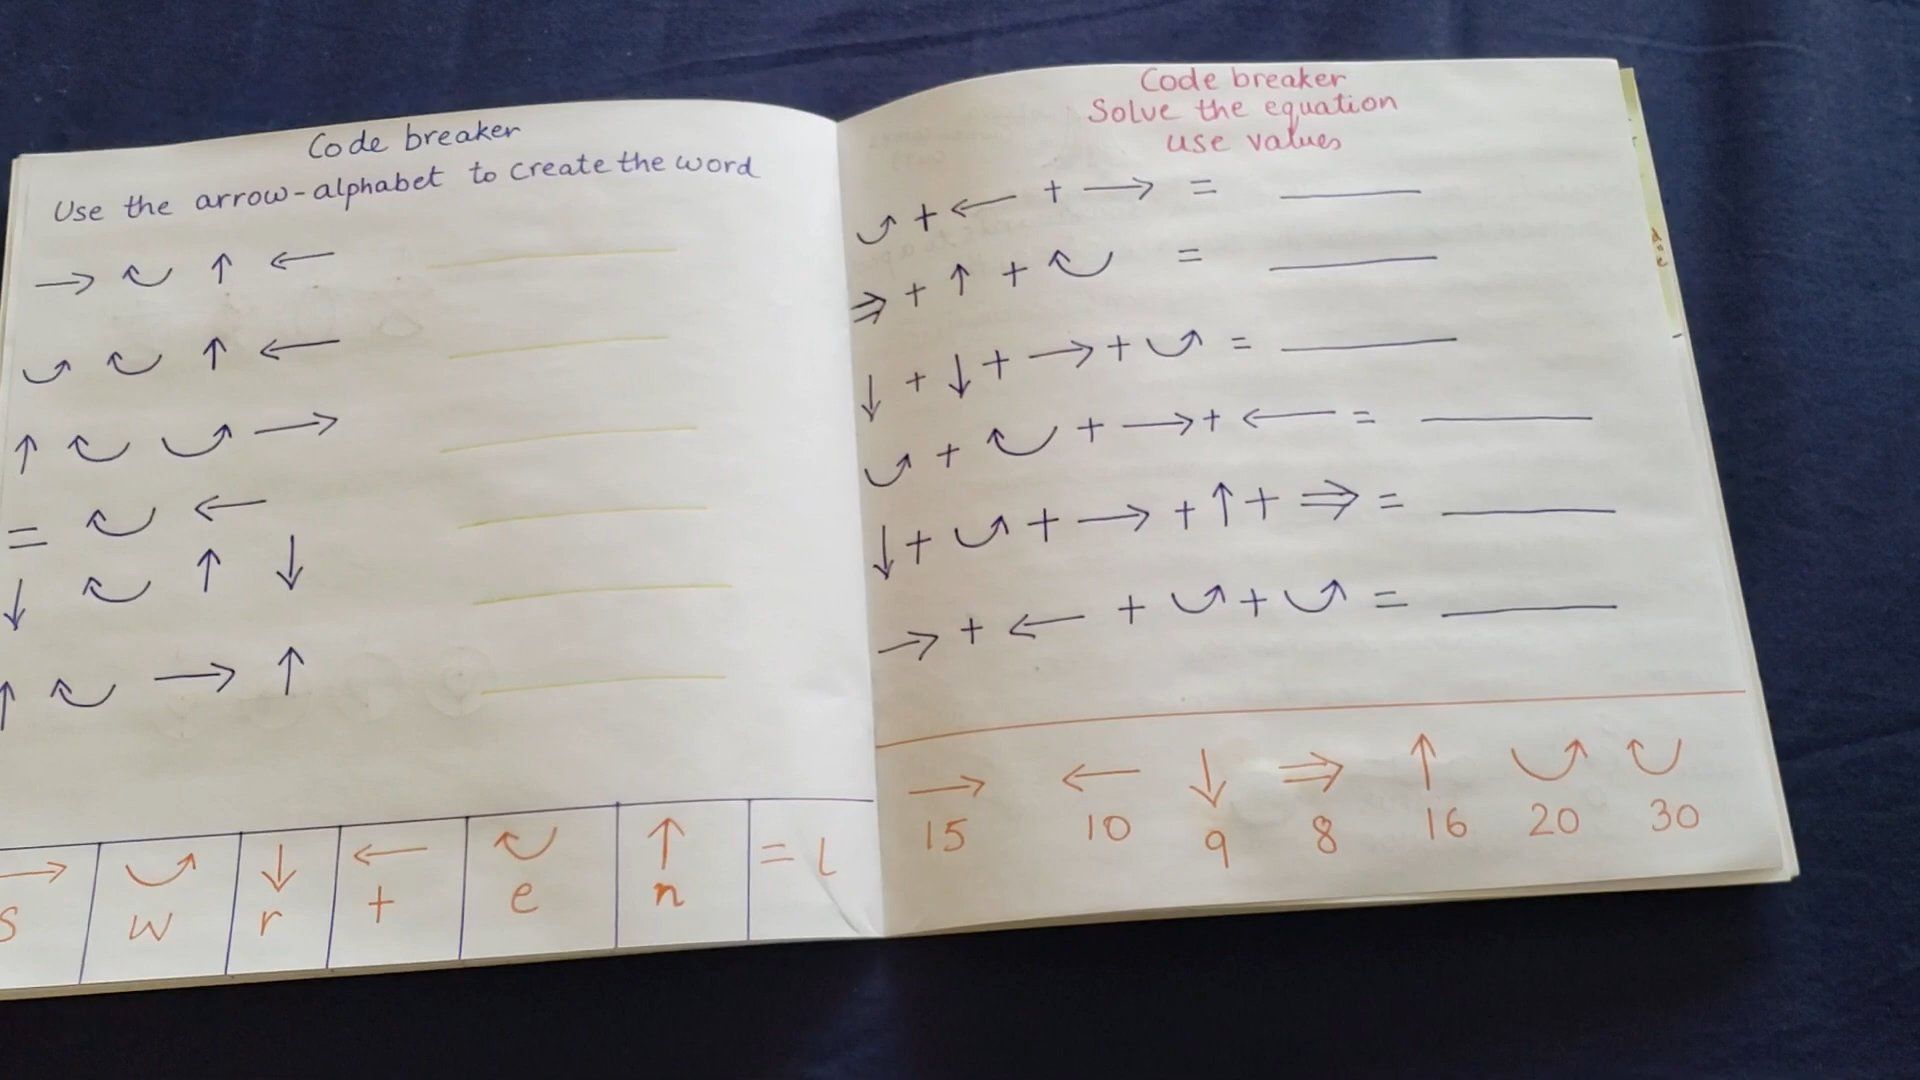 Code breaker
Use the arrow-alphabet to create the word
→ ⤺ ↑ ←
⤻ ⤺ ↑ ←
↑ ⤺ ⤻ →
= ⤺ ←
↓ ⤺ ↑ ↓
↑ ⤺ → ↑
→ ⤻ ↓ ← ⤺ ↑ = l
s w r t e n
Code breaker
Solve the equation
use values
⤻ + ← + → =
⇒ + ↑ + ⤺ =
↓ + ↓ + → + ⤻ =
⤻ + ⤺ + → + ← =
↓ + ⤻ + → + ↑ + ⇒ =
→ + ← + ⤻ + ⤻ =
→ ← ↓ ⇒ ↑ ⤻ ⤺
15 10 9 8 16 20 30